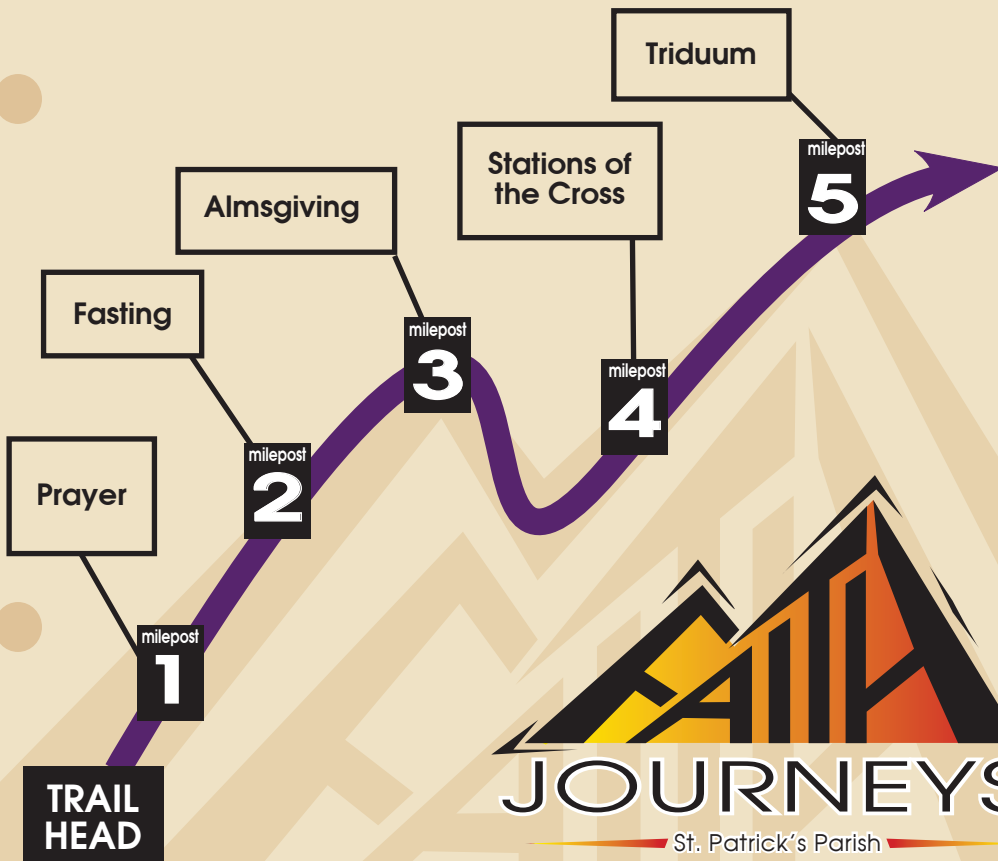 Triduum
milepost
5
Stations of
the Cross
milepost
4
Almsgiving
milepost
3
Fasting
milepost
2
Prayer
milepost
1
TRAIL
HEAD
FAITH
JOURNEYS
St. Patrick's Parish